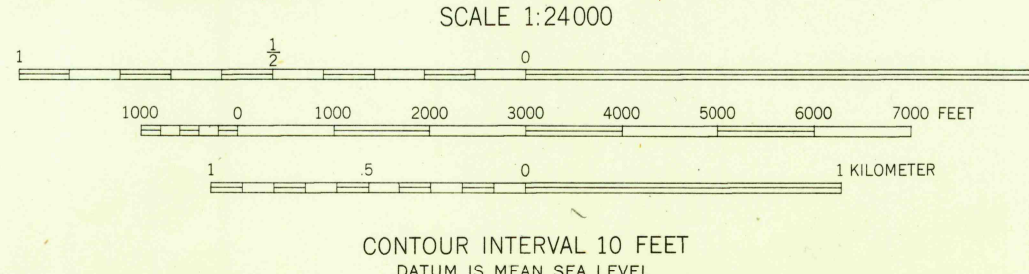 SCALE 1:24000
1 1/2 0
1000 0 1000 2000 3000 4000 5000 6000 7000 FEET
1 .5 0 1 KILOMETER
CONTOUR INTERVAL 10 FEET
DATUM IS MEAN SEA LEVEL